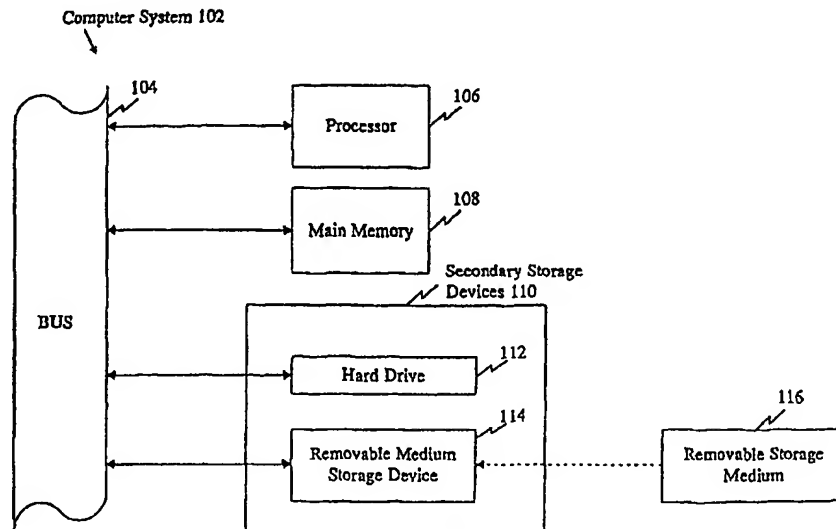 Computer System 102
104
106
Processor
108
Main Memory
Secondary Storage
Devices 110
BUS
112
Hard Drive
114
116
Removable Medium
Storage Device
Removable Storage
Medium